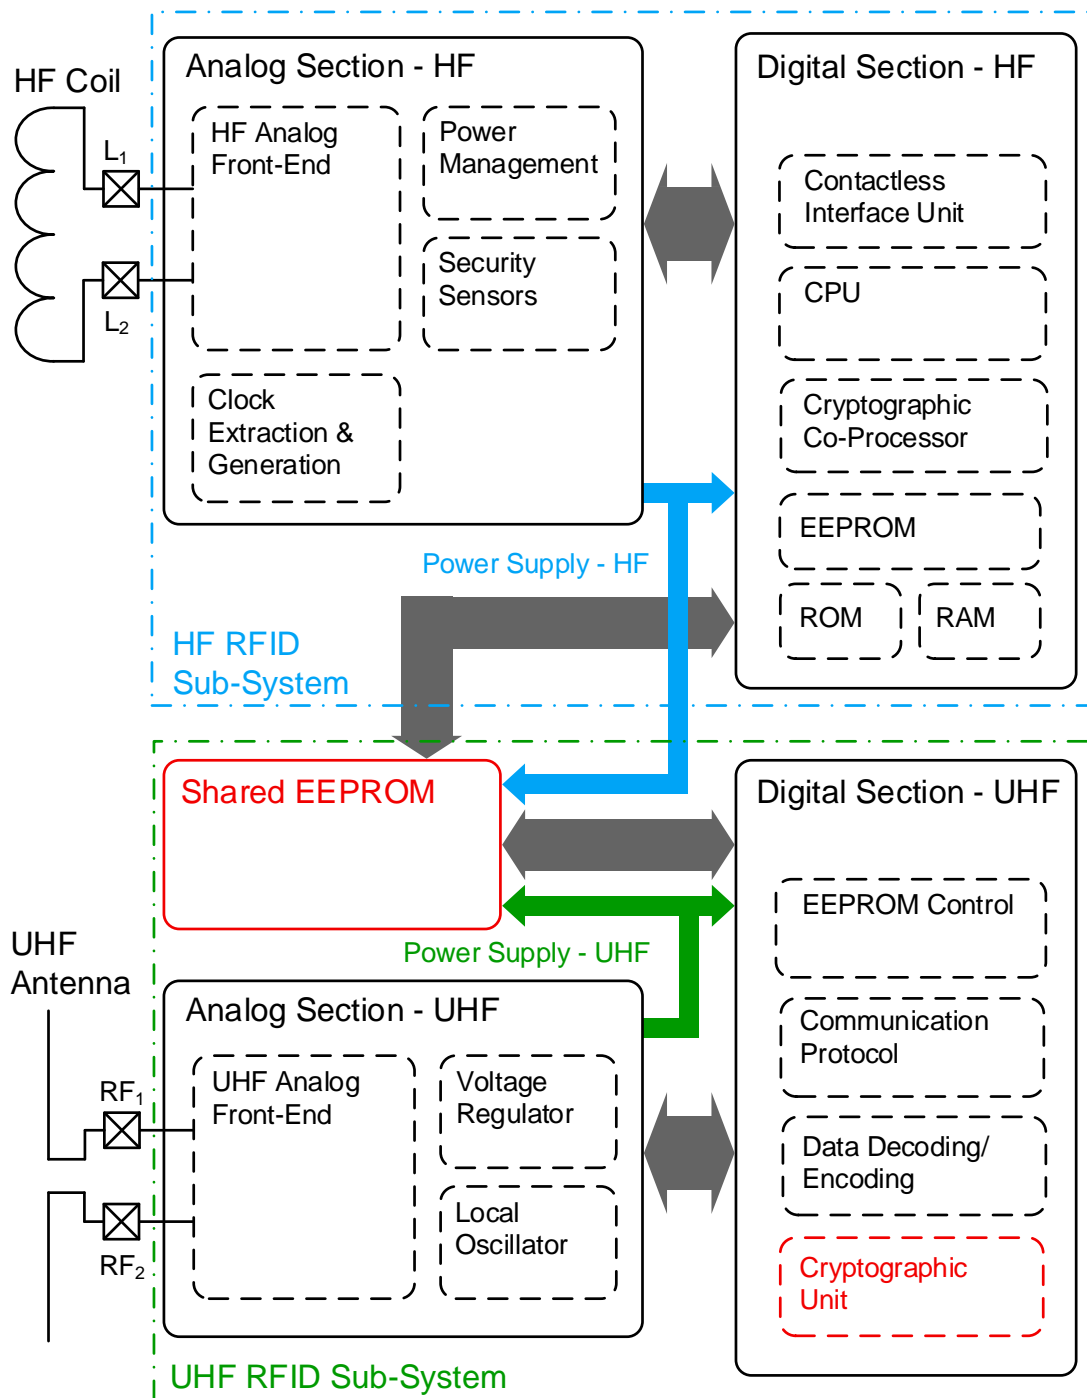 Analog Section - HF
Digital Section - HF
HF Coil
L1
L2
HF Analog
Front-End
Power
Management
Security
Sensors
Clock
Extraction &
Generation
Contactless
Interface Unit
CPU
Cryptographic
Co-Processor
EEPROM
ROM
RAM
Power Supply - HF
HF RFID
Sub-System
Shared EEPROM
Digital Section - UHF
EEPROM Control
Communication
Protocol
Data Decoding/
Encoding
Cryptographic
Unit
Power Supply - UHF
UHF
Antenna
RF1
RF2
Analog Section - UHF
UHF Analog
Front-End
Voltage
Regulator
Local
Oscillator
UHF RFID Sub-System